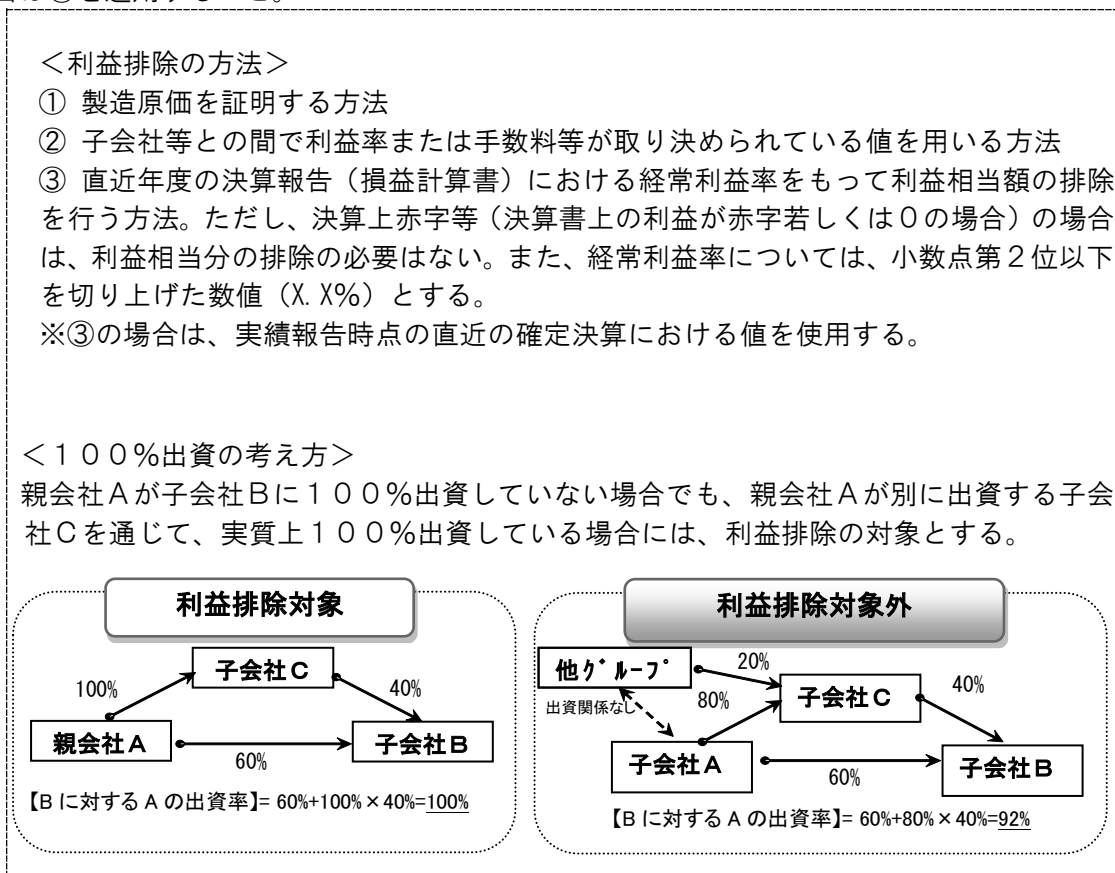 ＜利益排除の方法＞
① 製造原価を証明する方法
② 子会社等との間で利益率または手数料等が取り決められている値を用いる方法
③ 直近年度の決算報告（損益計算書）における経常利益率をもって利益相当額の排除
を行う方法。ただし、決算上赤字等（決算書上の利益が赤字若しくは０の場合）の場合
は、利益相当分の排除の必要はない。また、経常利益率については、小数点第２位以下
を切り上げた数値（X.X％）とする。
※③の場合は、実績報告時点の直近の確定決算における値を使用する。
＜１００％出資の考え方＞
親会社Ａが子会社Ｂに１００％出資していない場合でも、親会社Ａが別に出資する子会
社Ｃを通じて、実質上１００％出資している場合には、利益排除の対象とする。
利益排除対象
子会社Ｃ
100%
40%
親会社Ａ
子会社Ｂ
60%
【B に対する A の出資率】= 60%+100%×40%=100%
利益排除対象外
他ｸﾞﾙｰﾌﾟ
20%
出資関係なし
80%
子会社Ｃ
40%
子会社Ａ
60%
子会社Ｂ
【B に対する A の出資率】= 60%+80%×40%=92%